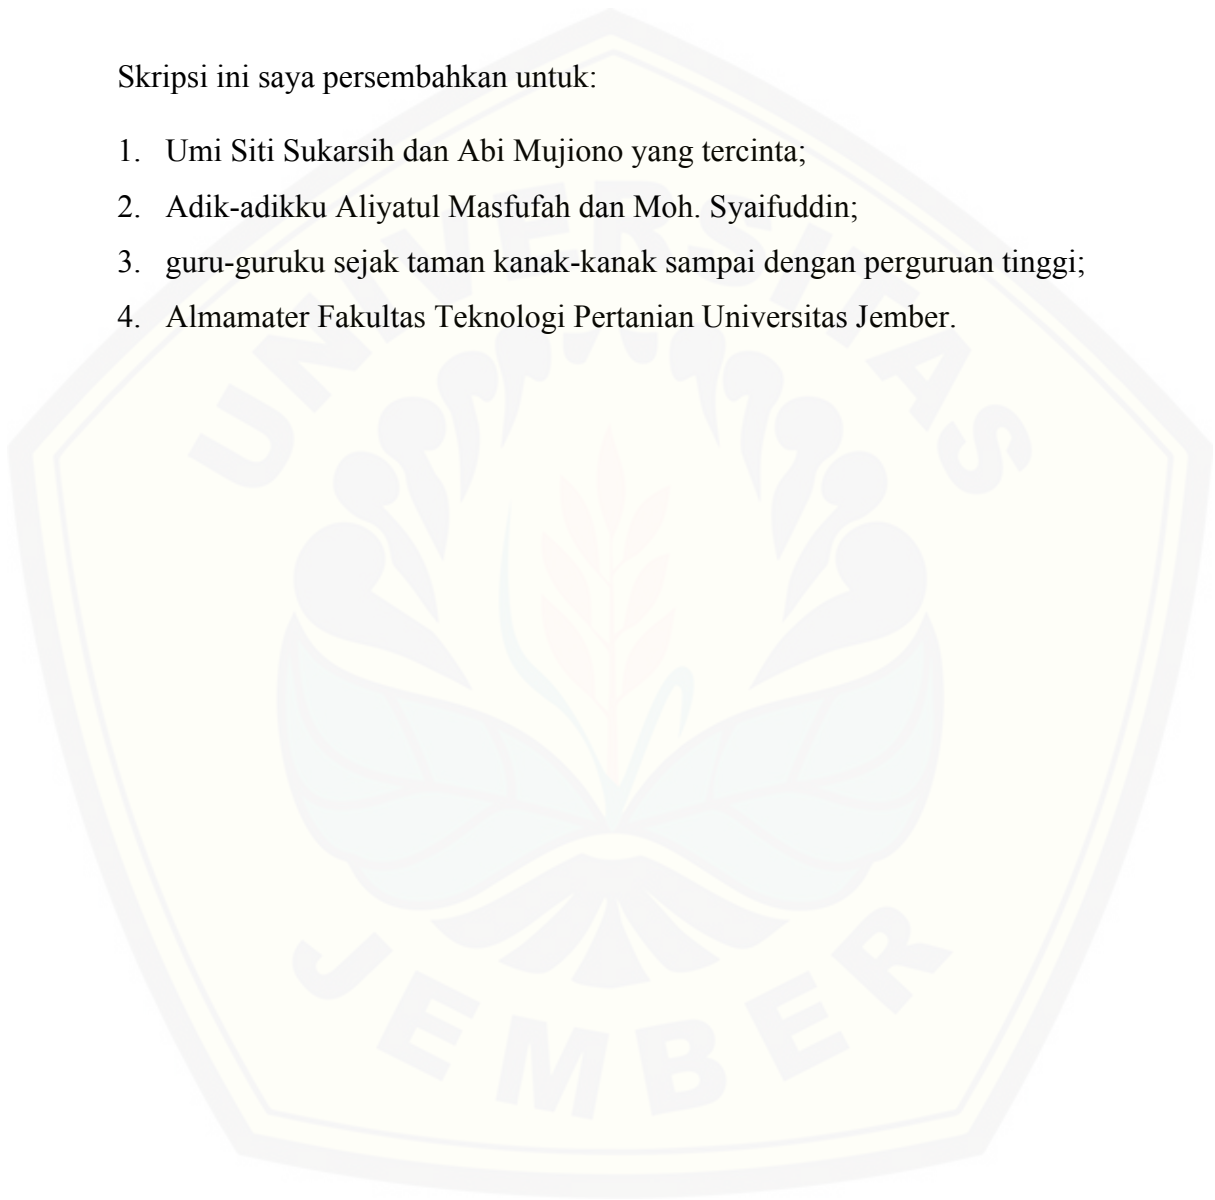 Skripsi ini saya persembahkan untuk:
1. Umi Siti Sukarsih dan Abi Mujiono yang tercinta;
2. Adik-adikku Aliyatul Masfufah dan Moh. Syaifuddin;
3. guru-guruku sejak taman kanak-kanak sampai dengan perguruan tinggi;
4. Almamater Fakultas Teknologi Pertanian Universitas Jember.
UNIVERSITAS
JEMBER